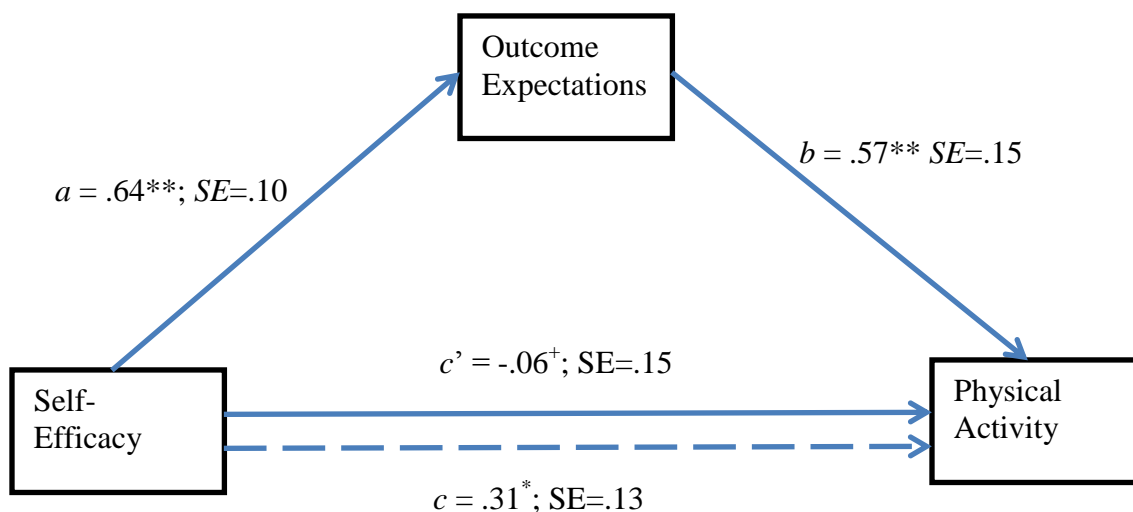 Outcome
Expectations
b = .57** SE=.15
a = .64**; SE=.10
c’ = -.06+; SE=.15
Self-
Efficacy
Physical
Activity
c = .31*; SE=.13